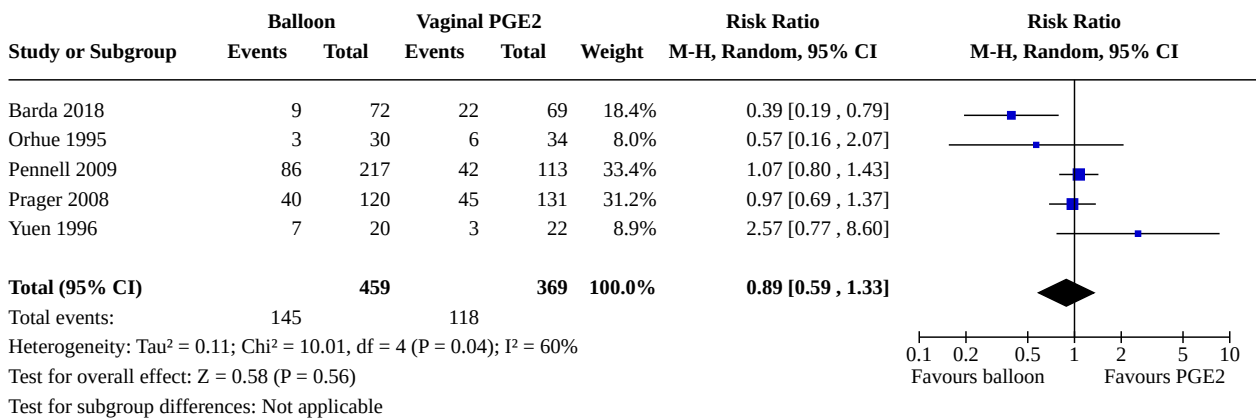 Balloon Vaginal PGE2 Risk Ratio Risk Ratio
Study or Subgroup Events Total Events Total Weight M-H, Random, 95% CI M-H, Random, 95% CI
Barda 2018 9 72 22 69 18.4% 0.39 [0.19 , 0.79]
Orhue 1995 3 30 6 34 8.0% 0.57 [0.16 , 2.07]
Pennell 2009 86 217 42 113 33.4% 1.07 [0.80 , 1.43]
Prager 2008 40 120 45 131 31.2% 0.97 [0.69 , 1.37]
Yuen 1996 7 20 3 22 8.9% 2.57 [0.77 , 8.60]
Total (95% CI) 459 369 100.0% 0.89 [0.59 , 1.33]
Total events: 145 118
Heterogeneity: Tau² = 0.11; Chi² = 10.01, df = 4 (P = 0.04); I² = 60%
Test for overall effect: Z = 0.58 (P = 0.56)
Test for subgroup differences: Not applicable
0.1 0.2 0.5 1 2 5 10
Favours balloon Favours PGE2